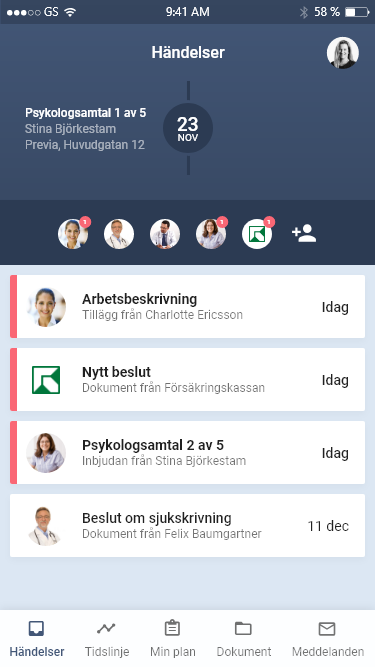 GS 9:41 AM 58 %
Händelser
Psykologsamtal 1 av 5
Stina Björkestam
Previa, Huvudgatan 12
23
NOV
1 1 1
Arbetsbeskrivning
Tillägg från Charlotte Ericsson
Idag
Nytt beslut
Dokument från Försäkringskassan
Idag
Psykologsamtal 2 av 5
Inbjudan från Stina Björkestam
Idag
Beslut om sjukskrivning
Dokument från Felix Baumgartner
11 dec
Händelser Tidslinje Min plan Dokument Meddelanden